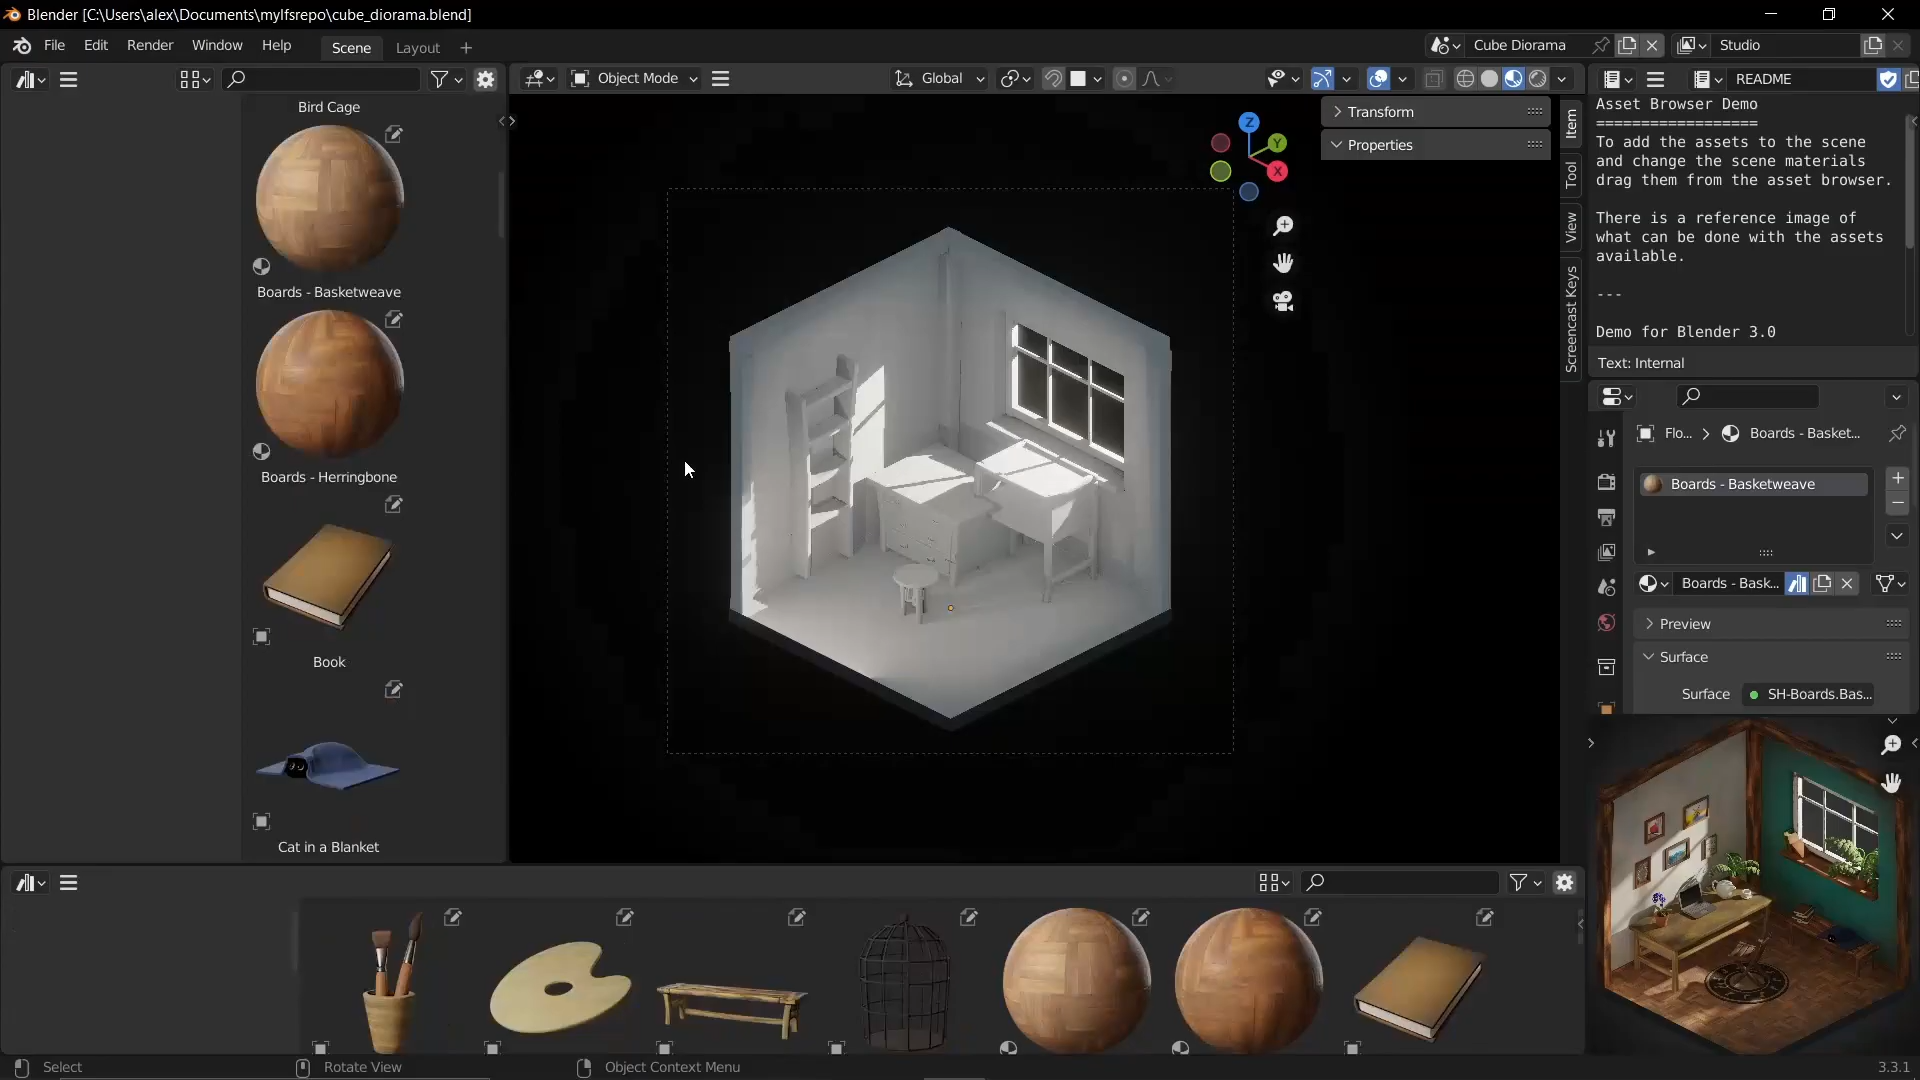 Blender [C:\Users\alex\Documents\mylfsrepo\cube_diorama.blend]
File Edit Render Window Help Scene Layout Cube Diorama Studio
Object Mode Global README
Bird Cage
Boards - Basketweave
Boards - Herringbone
Book
Cat in a Blanket
Z
Y
X
Transform
Properties
Item
Tool
View
Screencast Keys
Asset Browser Demo
==================
To add the assets to the scene
and change the scene materials
drag them from the asset browser.
There is a reference image of
what can be done with the assets
available.
---
Demo for Blender 3.0
Text: Internal
Flo... Boards - Basket...
Boards - Basketweave
Boards - Bask...
Preview
Surface
Surface SH-Boards.Bas...
Select Rotate View Object Context Menu 3.3.1